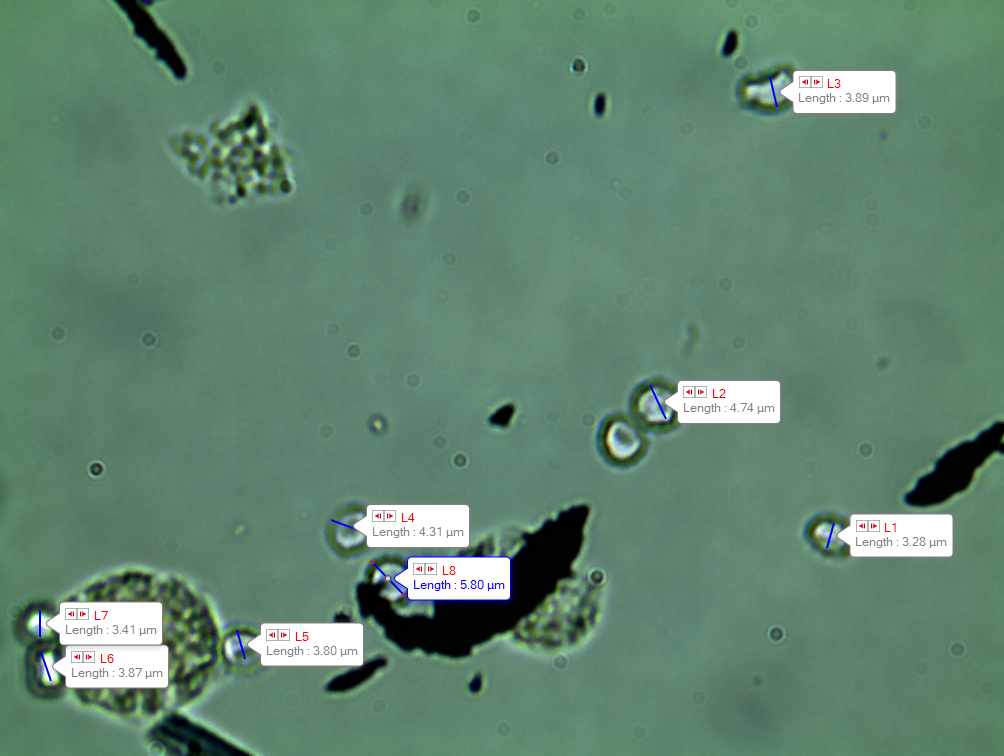 L3
Length : 3.89 µm
L2
Length : 4.74 µm
L4
Length : 4.31 µm
L1
Length : 3.28 µm
L8
Length : 5.80 µm
L7
Length : 3.41 µm
L5
Length : 3.80 µm
L6
Length : 3.87 µm